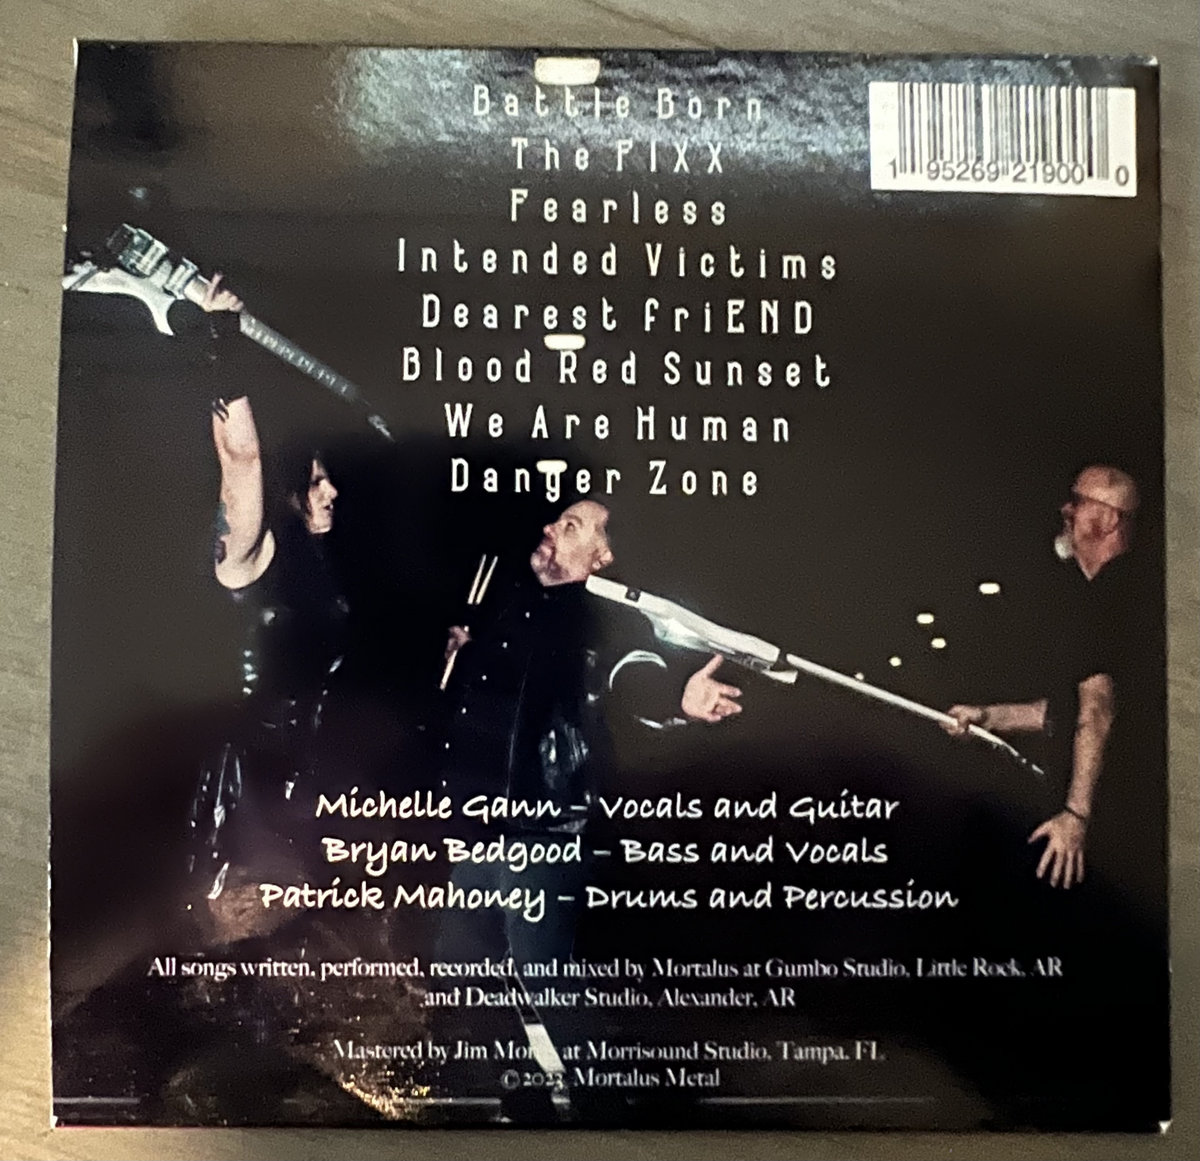 Battle Born
1 95269 21900 0
The FIXX
Fearless
Intended Victims
Dearest friEND
Blood Red Sunset
We Are Human
Danger Zone
Michelle Gann – Vocals and Guitar
Bryan Bedgood – Bass and Vocals
Patrick Mahoney – Drums and Percussion
All songs written, performed, recorded, and mixed by Mortalus at Gumbo Studio, Little Rock, AR
and Deadwalker Studio, Alexander, AR
Mastered by Jim at Morrisound Studio, Tampa, FL
©2023 Mortalus Metal